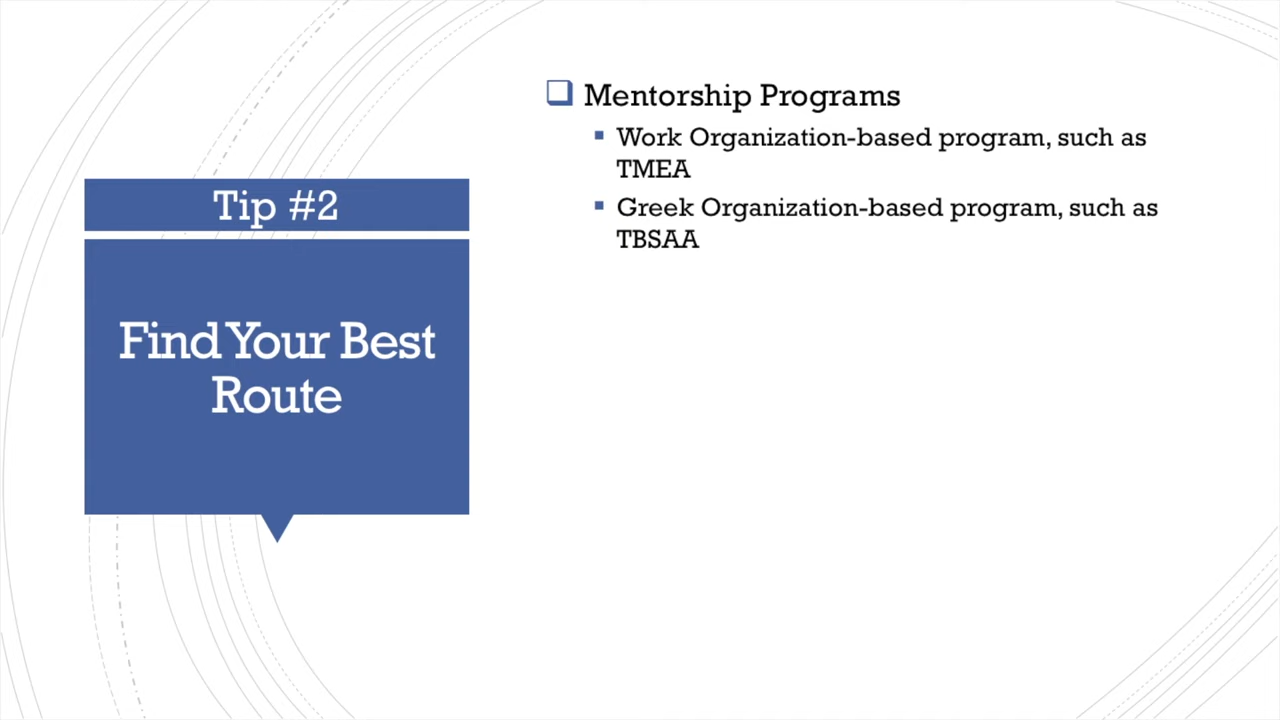 Tip #2
Find Your Best
Route
Mentorship Programs
Work Organization-based program, such as
TMEA
Greek Organization-based program, such as
TBSAA